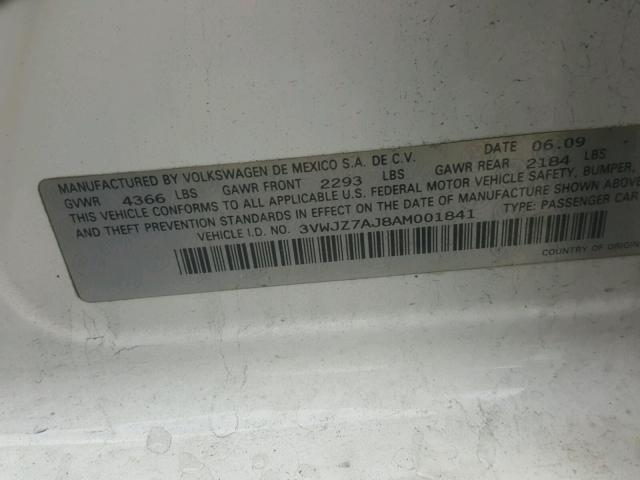 MANUFACTURED BY VOLKSWAGEN DE MEXICO S.A. DE C.V. DATE 06.09
GVWR 4366 LBS GAWR FRONT 2293 LBS GAWR REAR 2184 LBS
THIS VEHICLE CONFORMS TO ALL APPLICABLE U.S. FEDERAL MOTOR VEHICLE SAFETY, BUMPER,
AND THEFT PREVENTION STANDARDS IN EFFECT ON THE DATE OF MANUFACTURE SHOWN ABOVE
VEHICLE I.D. NO. 3VWJZ7AJ8AM001841 TYPE: PASSENGER CAR
COUNTRY OF ORIGIN